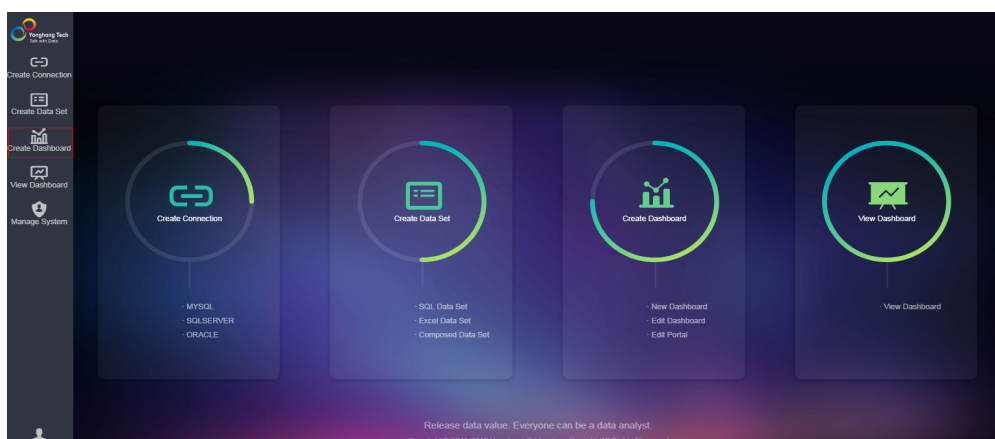 Yonghong Tech
Talk with Data
Create Connection
Create Data Set
Create Dashboard
View Dashboard
Manage System
Create Connection
· MYSQL
· SQLSERVER
· ORACLE
Create Data Set
· SQL Data Set
· Excel Data Set
· Composed Data Set
Create Dashboard
· New Dashboard
· Edit Dashboard
· Edit Portal
View Dashboard
· View Dashboard
Release data value. Everyone can be a data analyst.